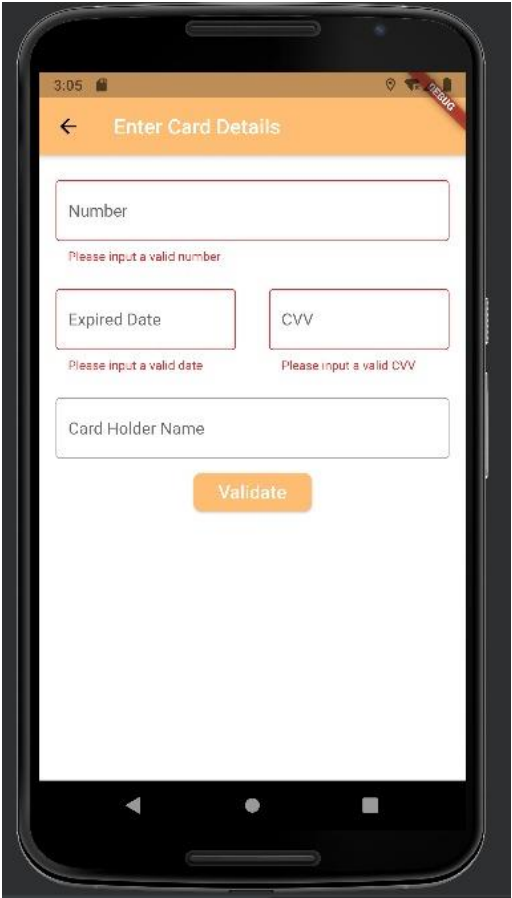 3:05
DEBUG
Enter Card Details
Number
Please input a valid number
Expired Date
CVV
Please input a valid date
Please input a valid CVV
Card Holder Name
Validate